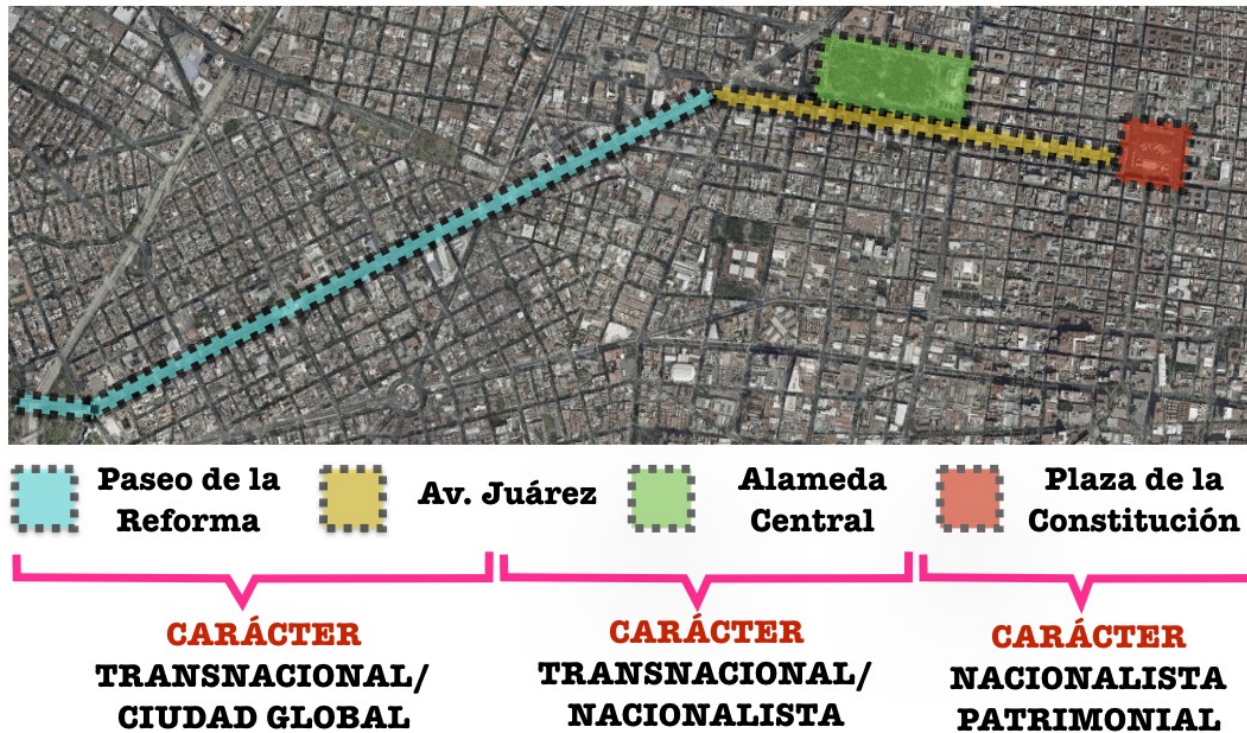 Paseo de la
Reforma
Av. Juárez
Alameda
Central
Plaza de la
Constitución
CARÁCTER
TRANSNACIONAL/
CIUDAD GLOBAL
CARÁCTER
TRANSNACIONAL/
NACIONALISTA
CARÁCTER
NACIONALISTA
PATRIMONIAL